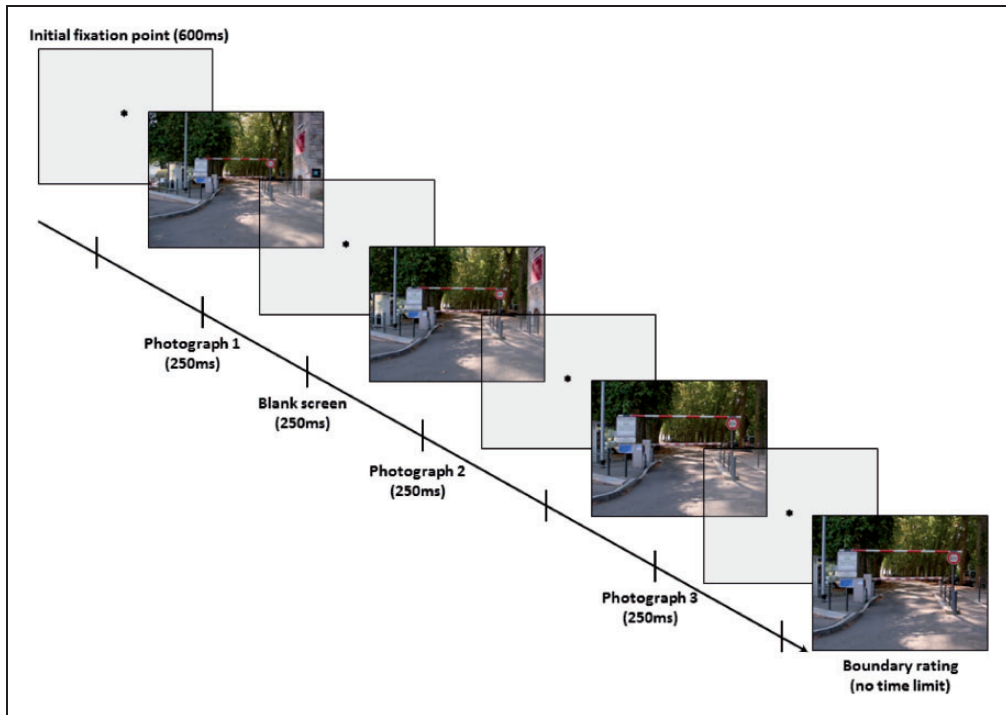 Initial fixation point (600ms)
Photograph 1
(250ms)
Blank screen
(250ms)
Photograph 2
(250ms)
Photograph 3
(250ms)
Boundary rating
(no time limit)